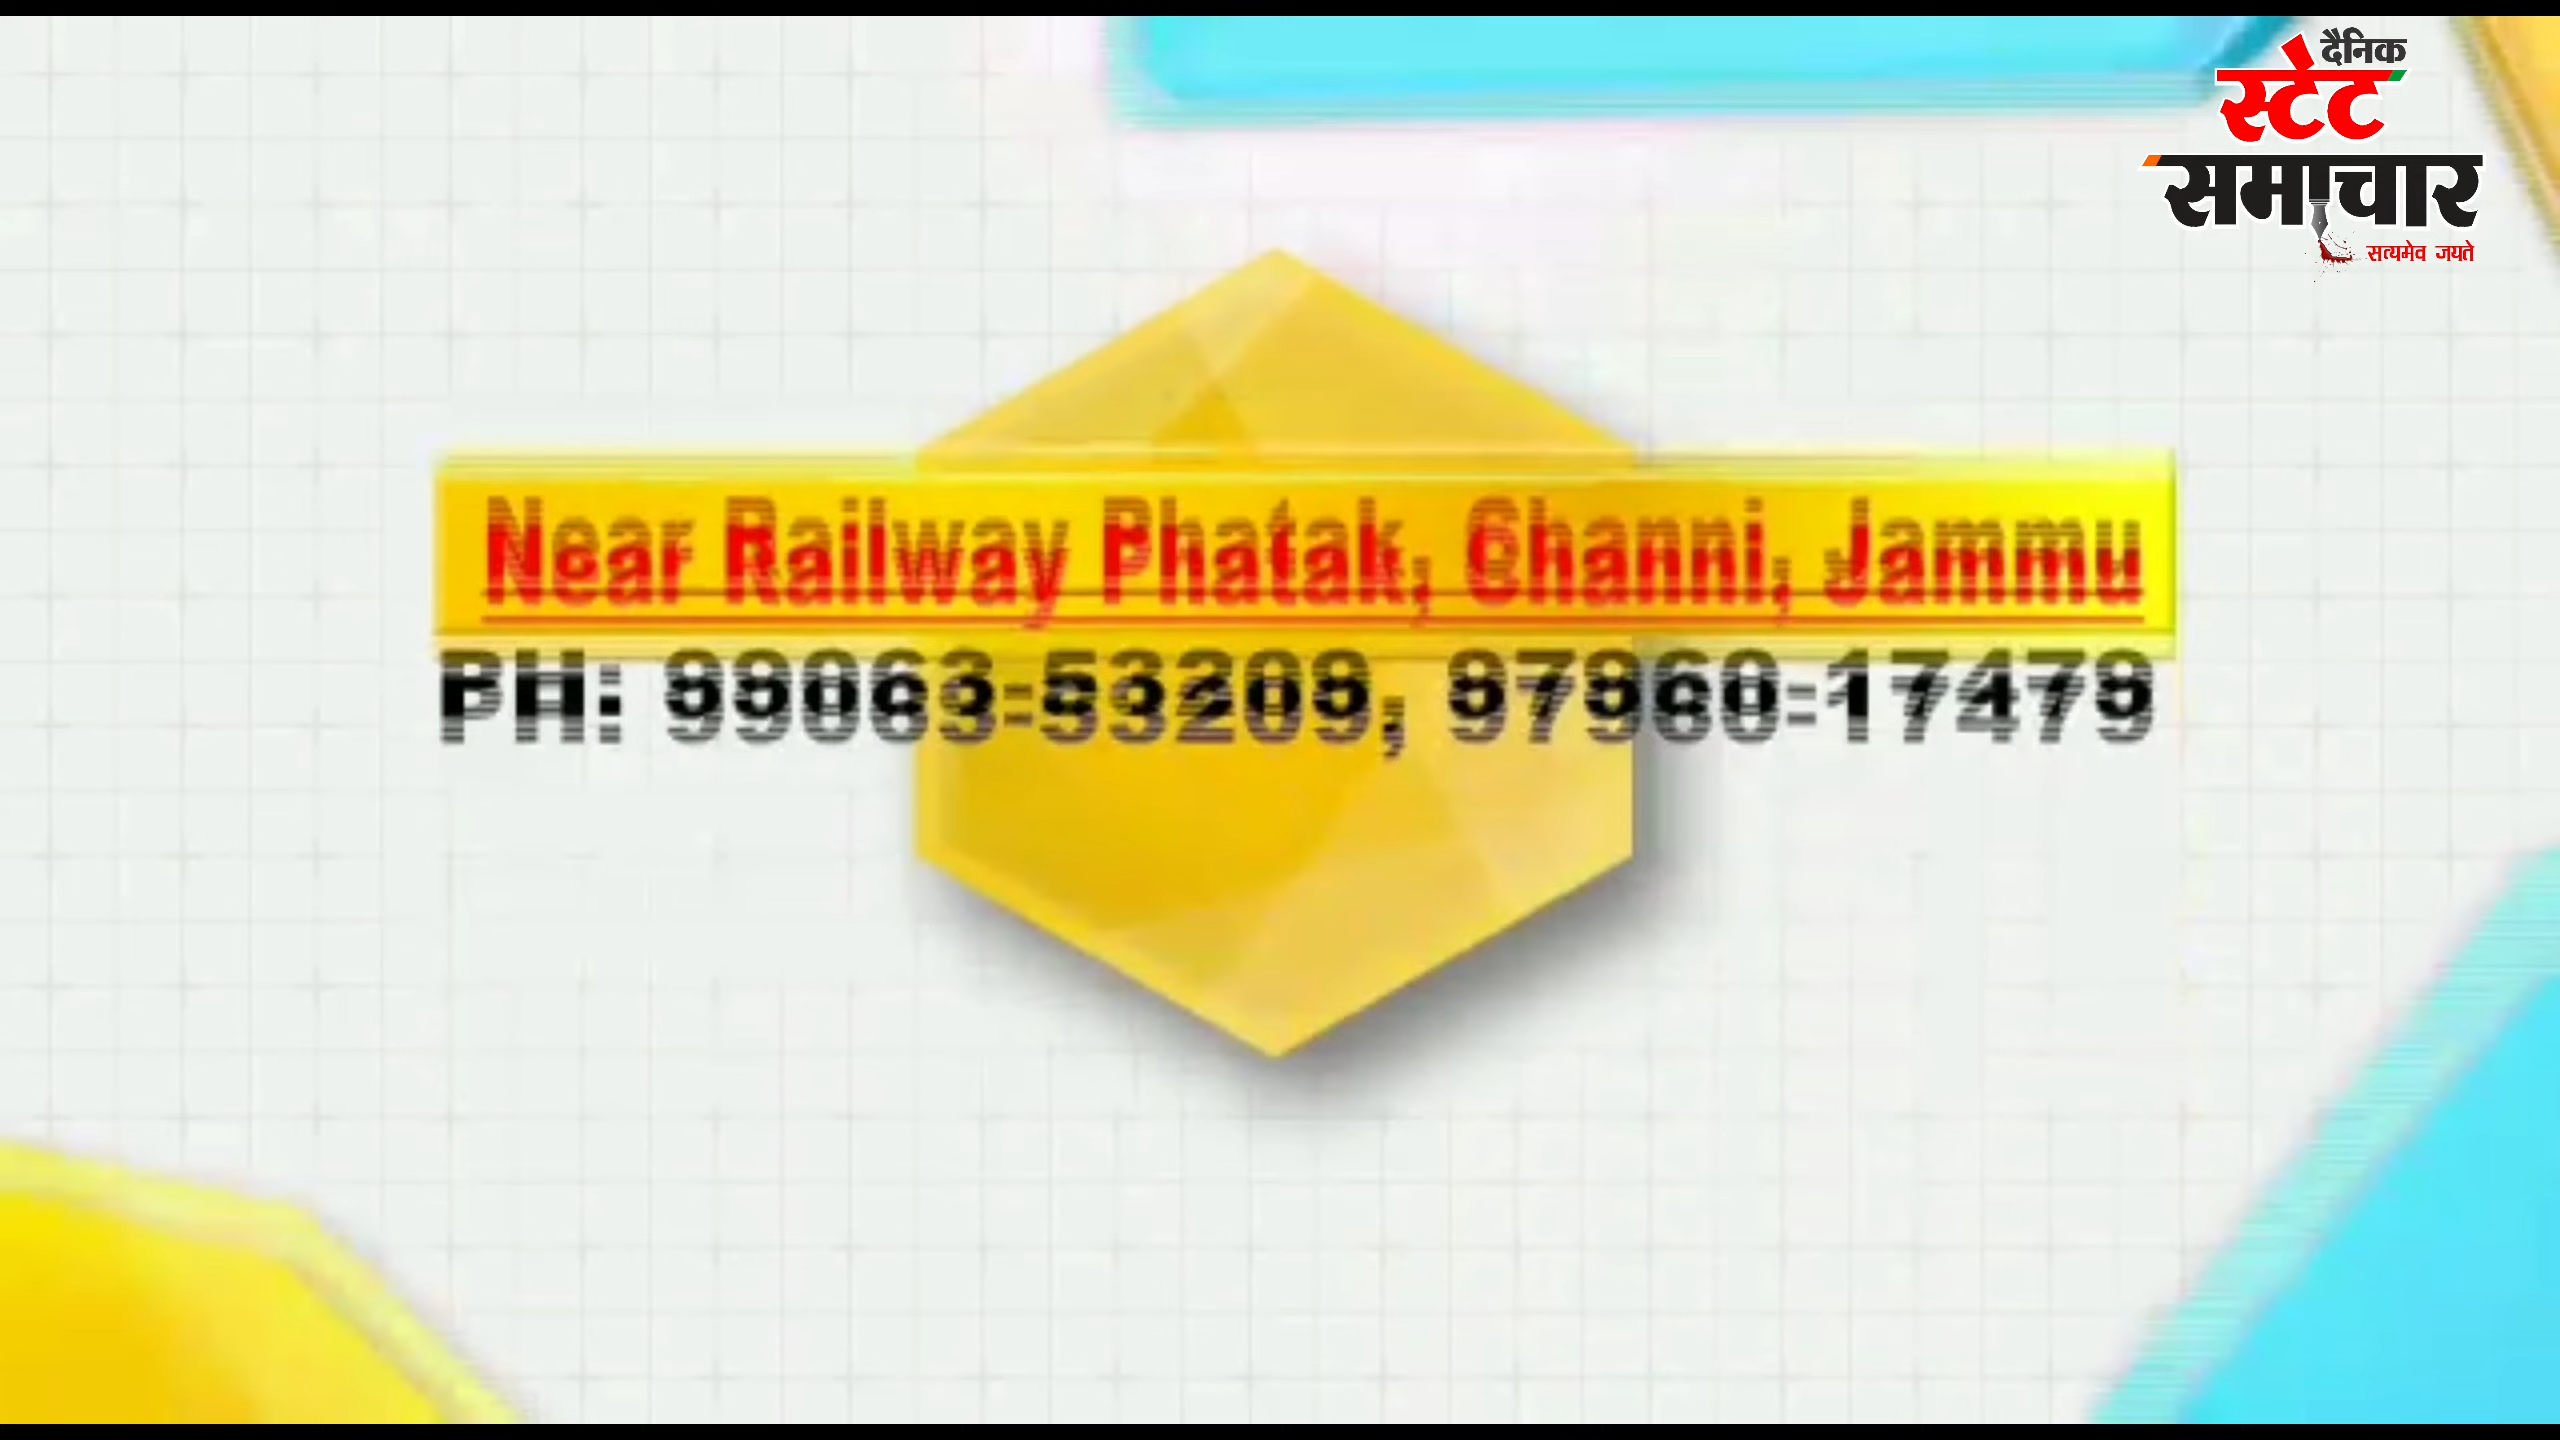 दैनिक
स्टेट
समाचार
सत्यमेव जयते
Near Railway Phatak, Channi, Jammu
PH: 99063-53209, 97960-17479